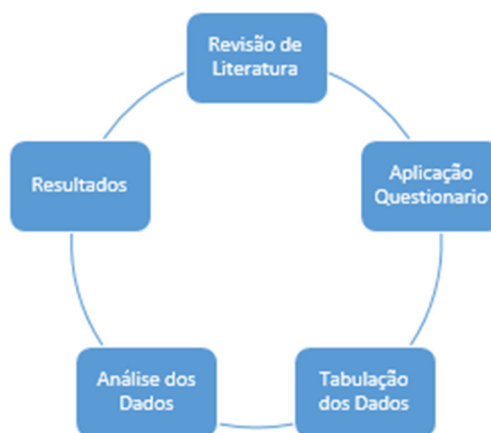 Revisão de
Literatura
Aplicação
Questionario
Tabulação
dos Dados
Análise dos
Dados
Resultados